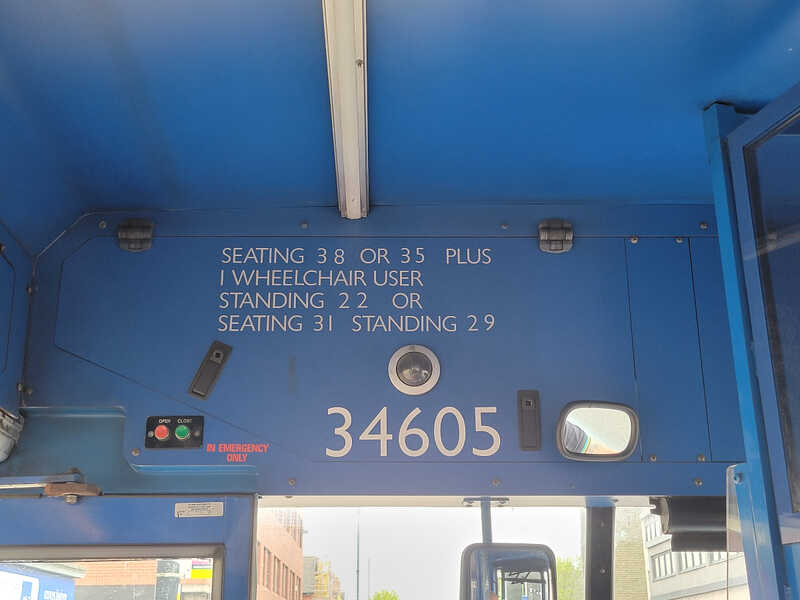 SEATING 38 OR 35 PLUS
1 WHEELCHAIR USER
STANDING 22 OR
SEATING 31 STANDING 29
34605
OPEN CLOSE
IN EMERGENCY
ONLY